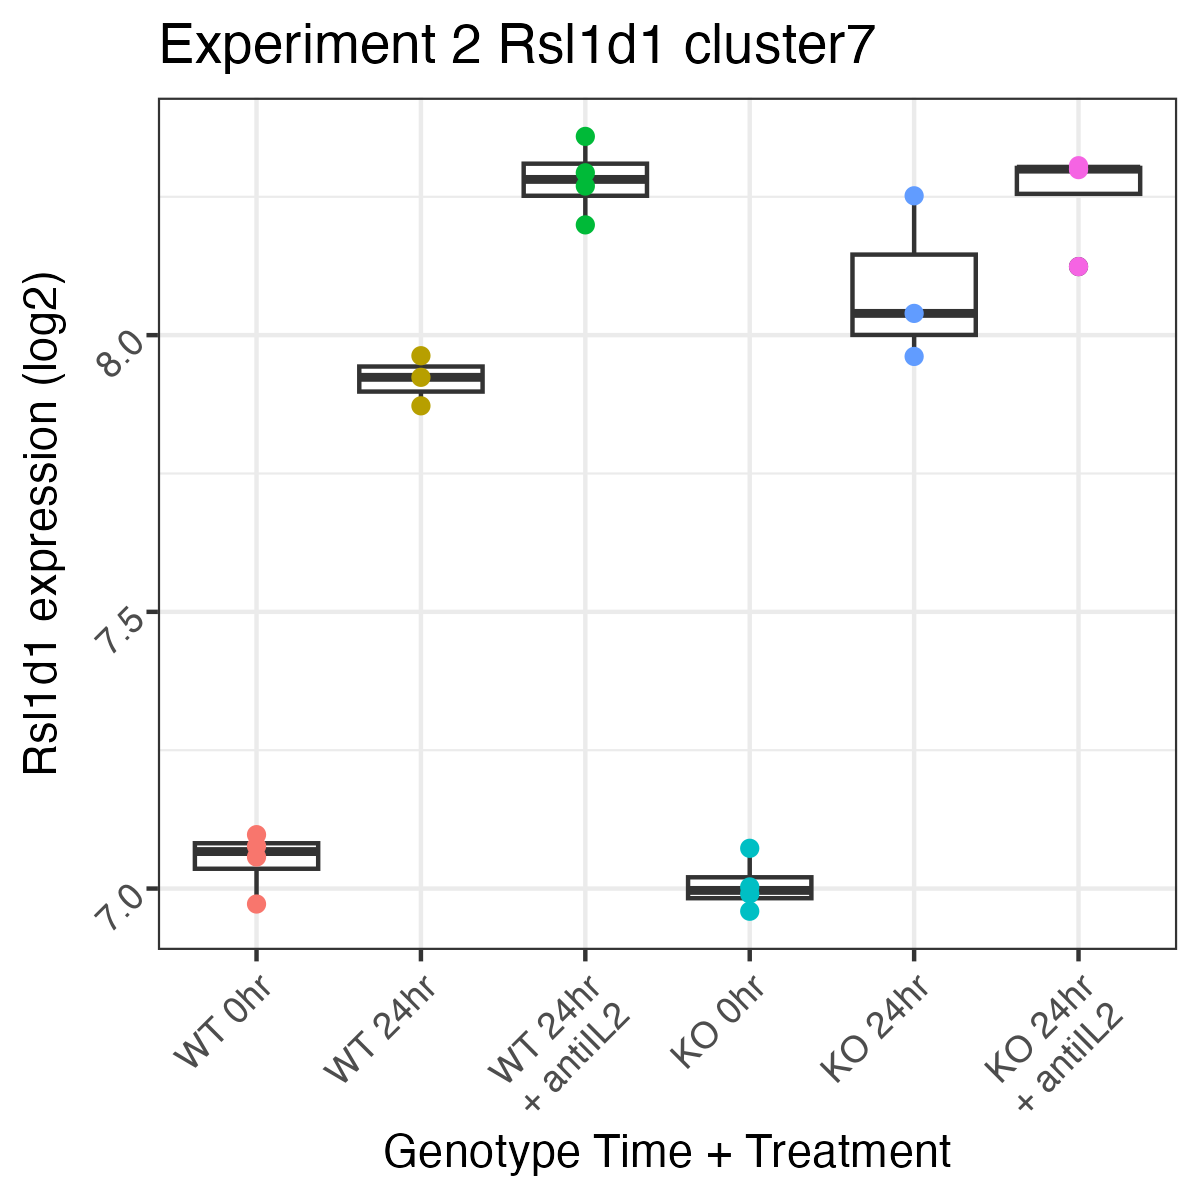 Experiment 2 Rsl1d1 cluster7
Rsl1d1 expression (log2)
8.0
7.5
7.0
WT 0hr
WT 24hr
WT 24hr
+ antiIL2
KO 0hr
KO 24hr
KO 24hr
+ antiIL2
Genotype Time + Treatment